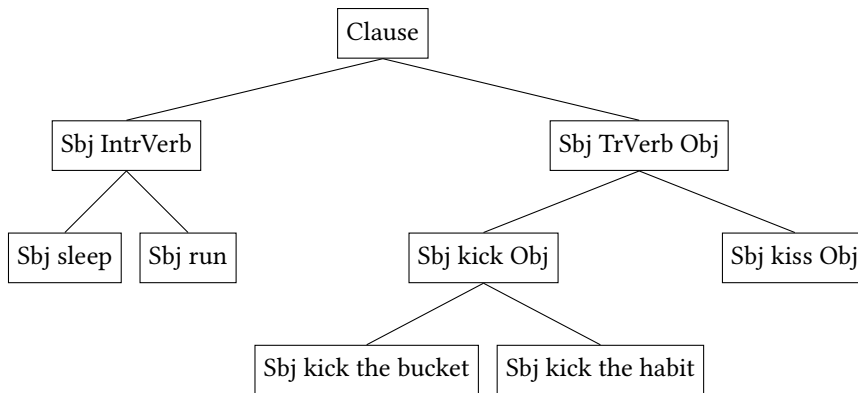 Clause
Sbj IntrVerb
Sbj TrVerb Obj
Sbj sleep
Sbj run
Sbj kick Obj
Sbj kiss Obj
Sbj kick the bucket
Sbj kick the habit